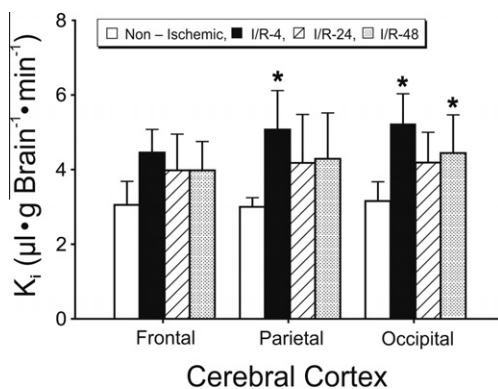 Non – Ischemic, I/R-4, I/R-24, I/R-48
8
6
4
2
0
Ki (µl•g Brain⁻¹•min⁻¹)
* * *
Frontal Parietal Occipital
Cerebral Cortex